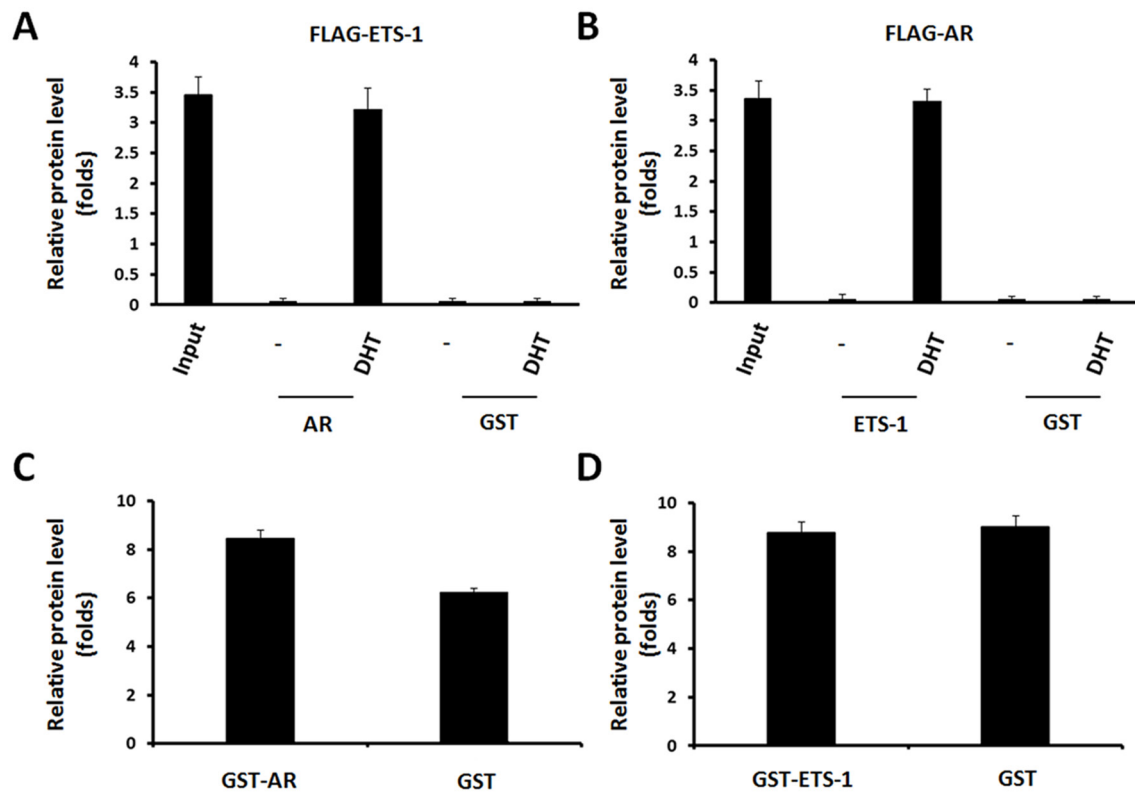 A
FLAG-ETS-1
Relative protein level
(folds)
4
3.5
3
2.5
2
1.5
1
0.5
0
Input
-
DHT
-
DHT
AR
GST
B
FLAG-AR
Relative protein level
(folds)
4
3.5
3
2.5
2
1.5
1
0.5
0
Input
-
DHT
-
DHT
ETS-1
GST
C
Relative protein level
(folds)
10
8
6
4
2
0
GST-AR
GST
D
Relative protein level
(folds)
10
8
6
4
2
0
GST-ETS-1
GST